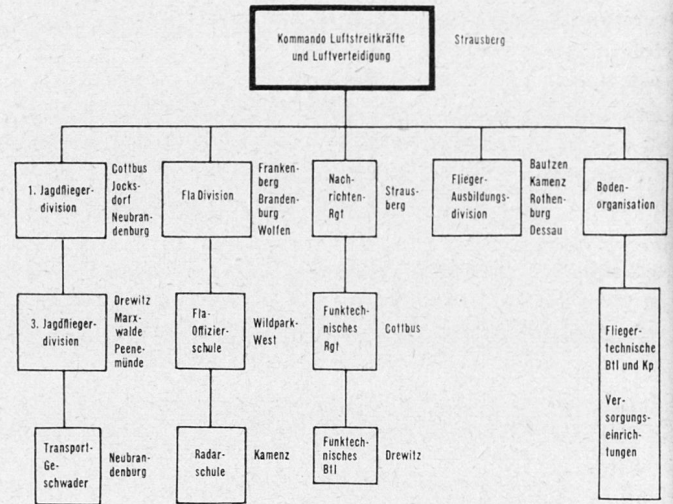 Kommando Luftstreitkräfte
und Luftverteidigung
Strausberg
1. Jagdflieger-
division
Cottbus
Jocks-
dorf
Neubran-
denburg
Fla Division
Franken-
berg
Branden-
burg
Wolfen
Nach-
richten-
Rgt
Straus-
berg
Flieger-
Ausbildungs-
division
Bautzen
Kamenz
Rothen-
burg
Dessau
Boden-
organisation
3. Jagdflieger-
division
Drewitz
Marx-
walde
Peene-
münde
Fla-
Offizier-
schule
Wildpark-
West
Funktech-
nisches
Rgt
Cottbus
Flieger-
technische
Btl und Kp
Ver-
sorgungs-
einrich-
tungen
Transport-
Ge-
schwader
Neubran-
denburg
Radar-
schule
Kamenz
Funktech-
nisches
Btl
Drewitz